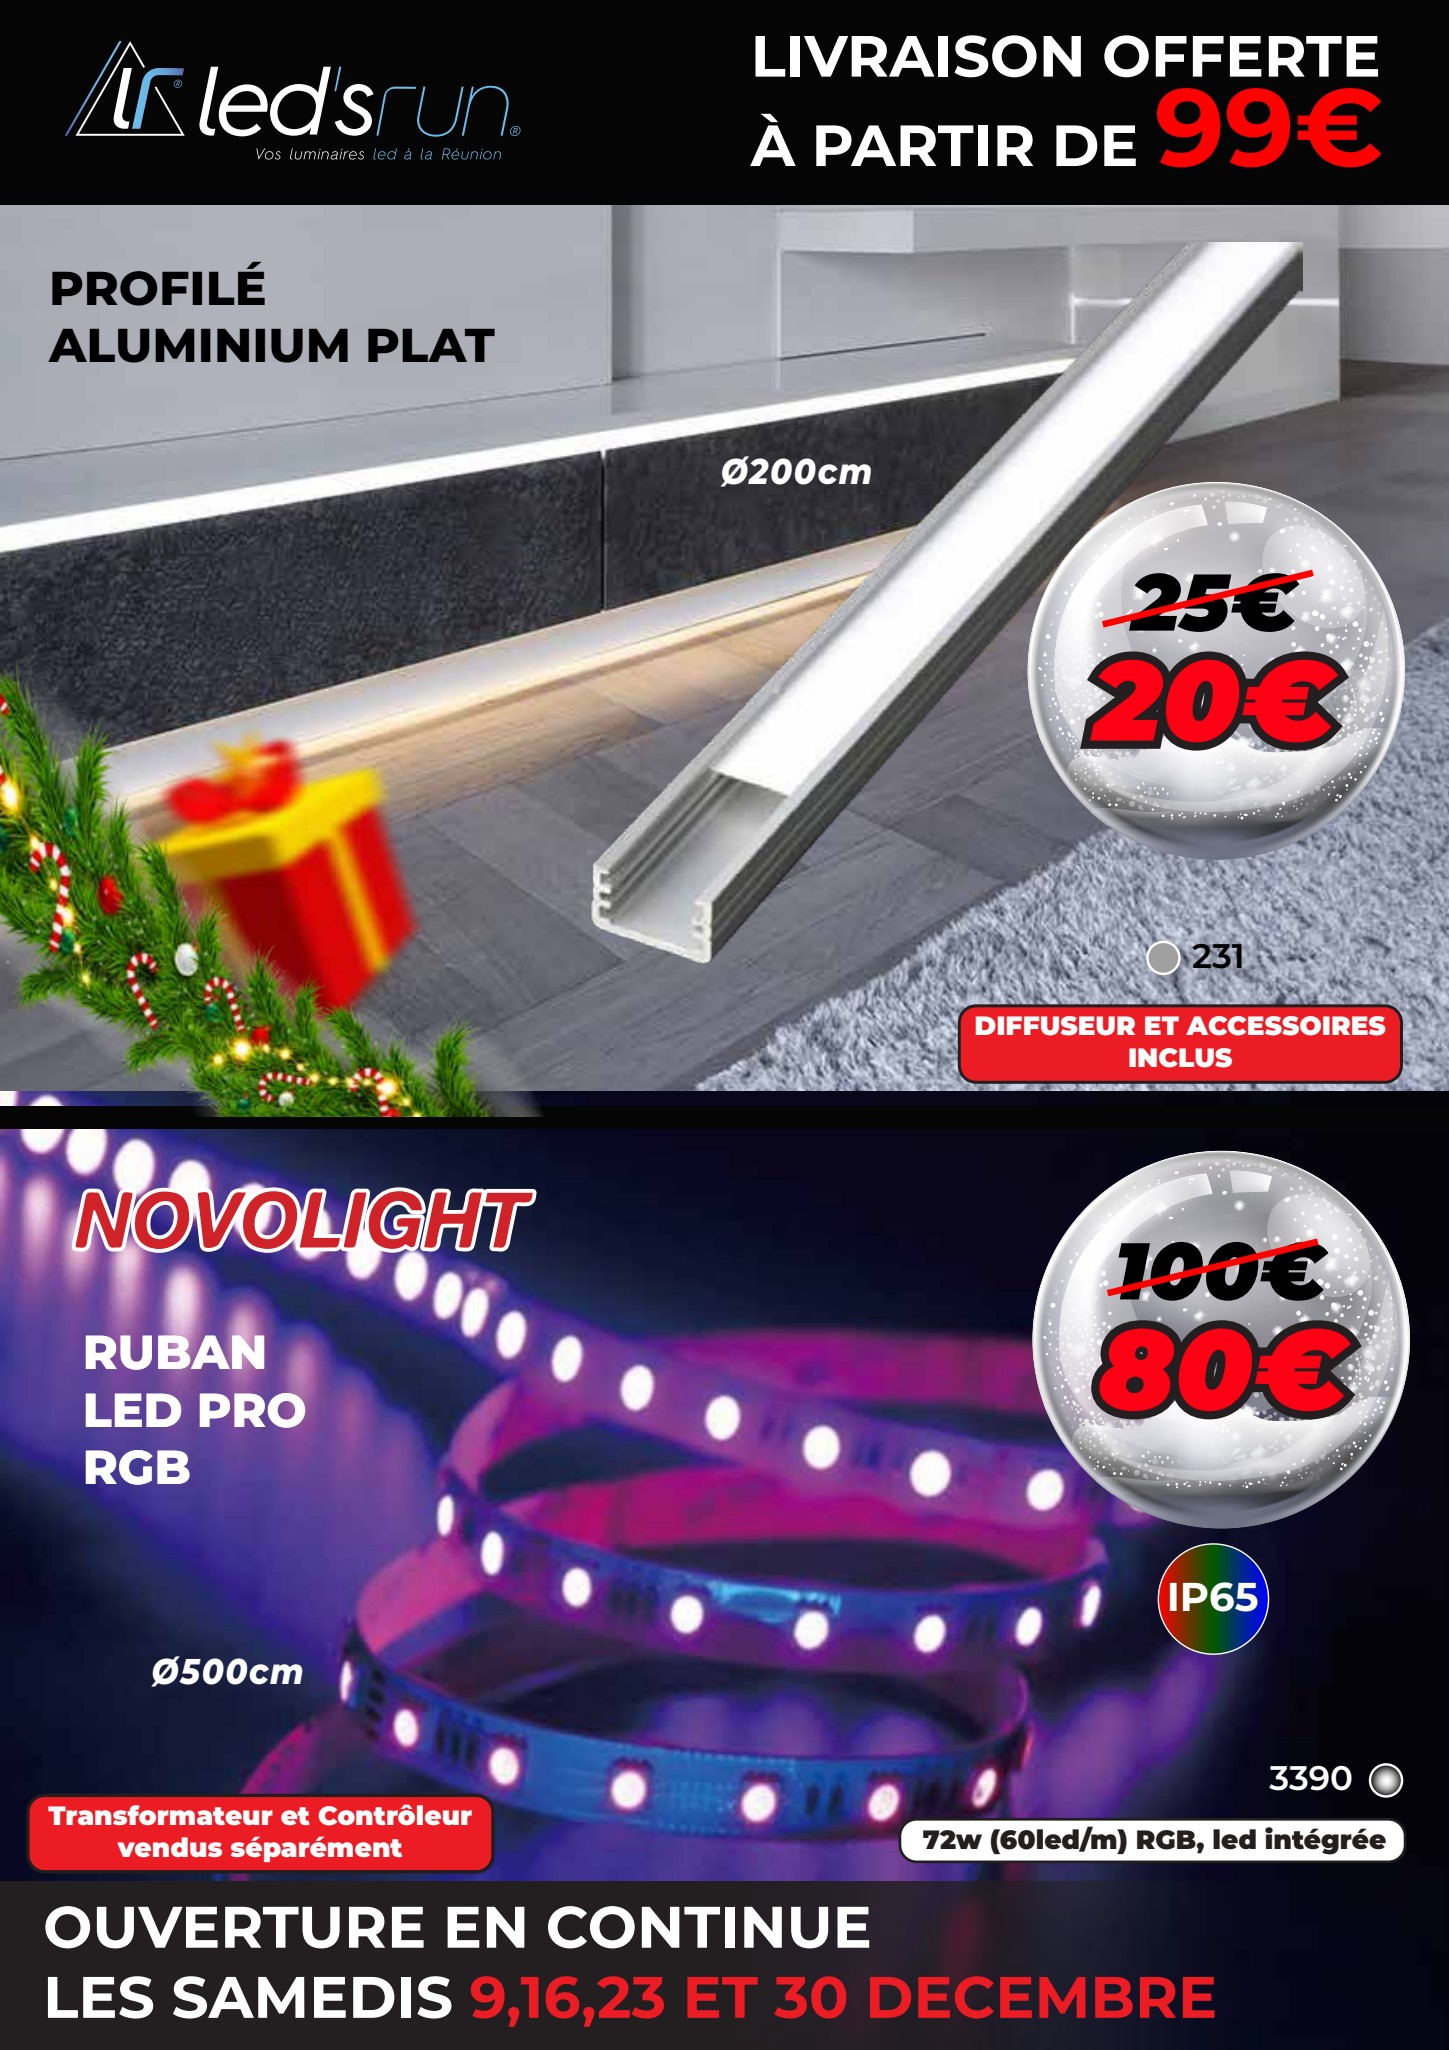 led'srun®
Vos luminaires led à la Réunion
LIVRAISON OFFERTE
À PARTIR DE 99€
PROFILÉ
ALUMINIUM PLAT
Ø200cm
25€
20€
231
DIFFUSEUR ET ACCESSOIRES
INCLUS
NOVOLIGHT
100€
80€
RUBAN
LED PRO
RGB
IP65
Ø500cm
3390
Transformateur et Contrôleur
vendus séparément
72w (60led/m) RGB, led intégrée
OUVERTURE EN CONTINUE
LES SAMEDIS 9,16,23 ET 30 DECEMBRE